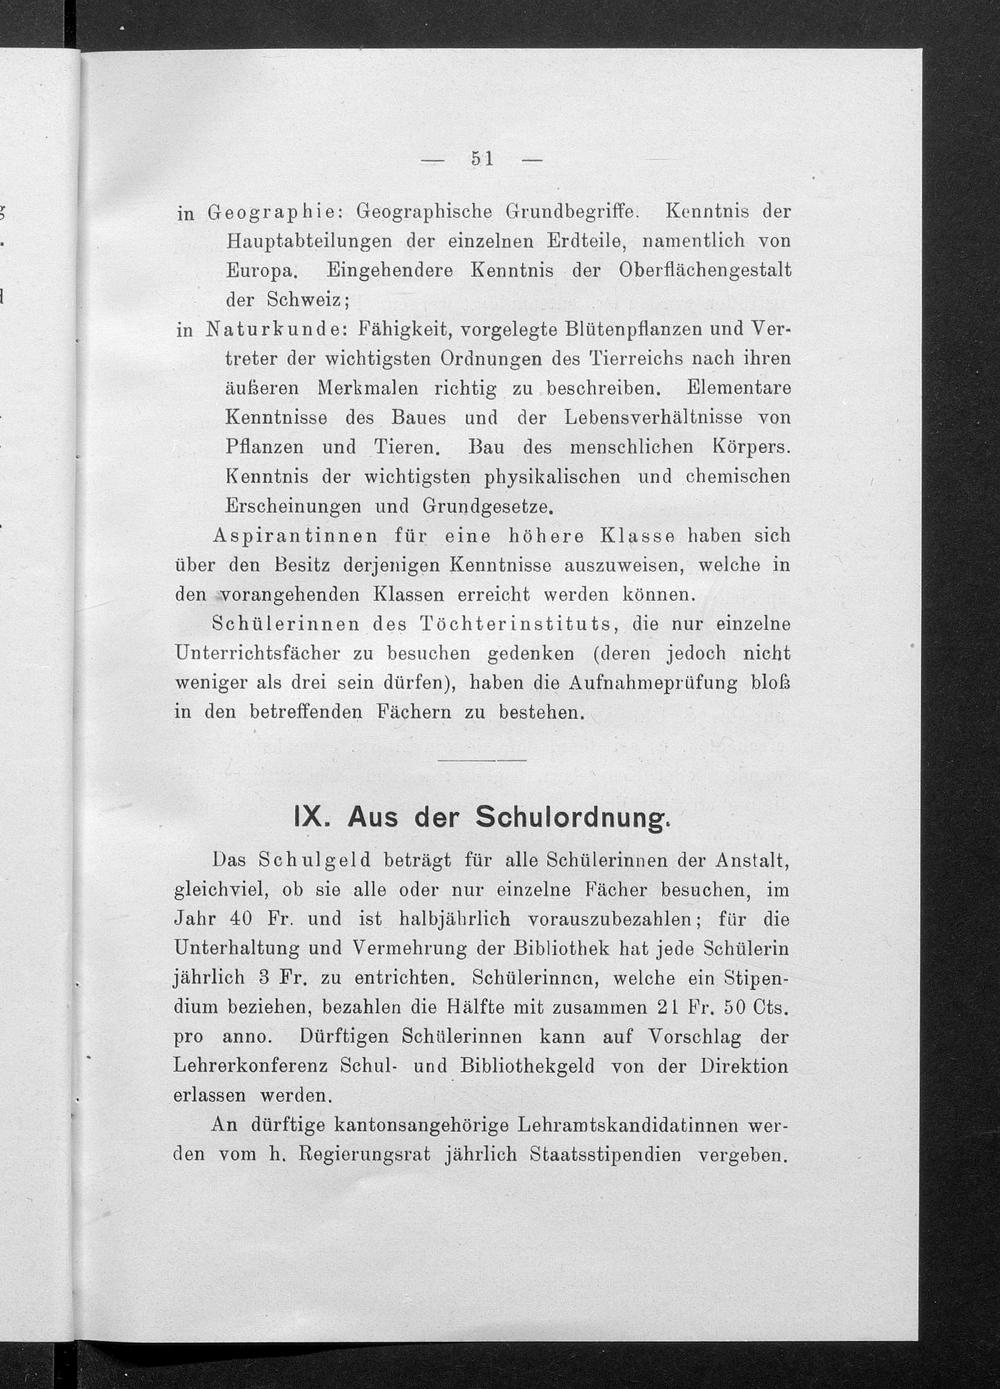 — 51 —
in Geographie: Geographische Grundbegriffe. Kenntnis der
Hauptabteilungen der einzelnen Erdteile, namentlich von
Europa. Eingehendere Kenntnis der Oberflächengestalt
der Schweiz;
in Naturkunde: Fähigkeit, vorgelegte Blütenpflanzen und Ver-
treter der wichtigsten Ordnungen des Tierreichs nach ihren
äußeren Merkmalen richtig zu beschreiben. Elementare
Kenntnisse des Baues und der Lebensverhältnisse von
Pflanzen und Tieren. Bau des menschlichen Körpers.
Kenntnis der wichtigsten physikalischen und chemischen
Erscheinungen und Grundgesetze.
Aspirantinnen für eine höhere Klasse haben sich
über den Besitz derjenigen Kenntnisse auszuweisen, welche in
den vorangehenden Klassen erreicht werden können.
Schülerinnen des Töchterinstituts, die nur einzelne
Unterrichtsfächer zu besuchen gedenken (deren jedoch nicht
weniger als drei sein dürfen), haben die Aufnahmeprüfung bloß
in den betreffenden Fächern zu bestehen.
IX. Aus der Schulordnung.
Das Schulgeld beträgt für alle Schülerinnen der Anstalt,
gleichviel, ob sie alle oder nur einzelne Fächer besuchen, im
Jahr 40 Fr. und ist halbjährlich vorauszubezahlen; für die
Unterhaltung und Vermehrung der Bibliothek hat jede Schülerin
jährlich 3 Fr. zu entrichten. Schülerinnen, welche ein Stipen-
dium beziehen, bezahlen die Hälfte mit zusammen 21 Fr. 50 Cts.
pro anno. Dürftigen Schülerinnen kann auf Vorschlag der
Lehrerkonferenz Schul- und Bibliothekgeld von der Direktion
erlassen werden.
An dürftige kantonsangehörige Lehramtskandidatinnen wer-
den vom h. Regierungsrat jährlich Staatsstipendien vergeben.